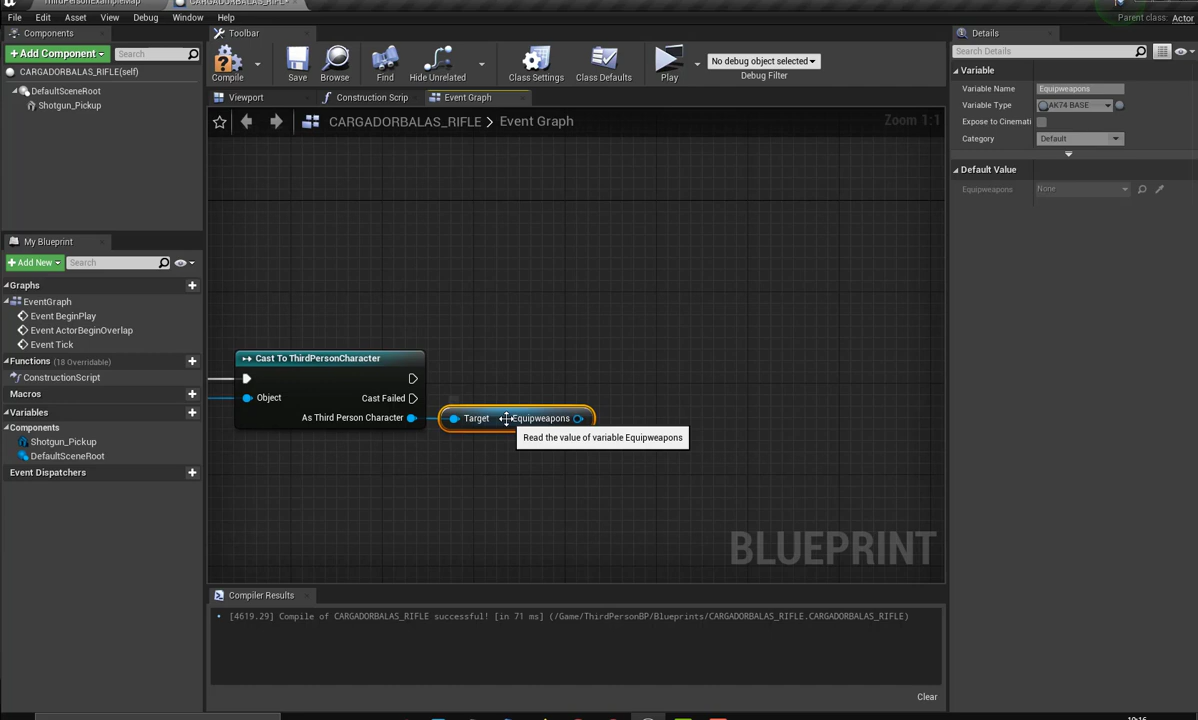 ThirdPersonExampleMap
CARGADORBALAS_RIFLE*
File Edit Asset View Debug Window Help
Parent class: Actor
Components
Toolbar
Details
+Add Component
Search
Search Details
CARGADORBALAS_RIFLE(self)
DefaultSceneRoot
Shotgun_Pickup
Compile
Save
Browse
Find
Hide Unrelated
Class Settings
Class Defaults
Play
No debug object selected
Debug Filter
Viewport
Construction Scrip
Event Graph
CARGADORBALAS_RIFLE > Event Graph
Zoom 1:1
Variable
Variable Name Equipweapons
Variable Type AK74 BASE
Expose to Cinemati
Category Default
Default Value
Equipweapons None
My Blueprint
+Add New
Search
Graphs
EventGraph
Event BeginPlay
Event ActorBeginOverlap
Event Tick
Functions (18 Overridable)
ConstructionScript
Macros
Variables
Components
Shotgun_Pickup
DefaultSceneRoot
Event Dispatchers
Cast To ThirdPersonCharacter
Object
Cast Failed
As Third Person Character
Target Equipweapons
Read the value of variable Equipweapons
BLUEPRINT
Compiler Results
[4619.29] Compile of CARGADORBALAS_RIFLE successful! [in 71 ms] (/Game/ThirdPersonBP/Blueprints/CARGADORBALAS_RIFLE.CARGADORBALAS_RIFLE)
Clear